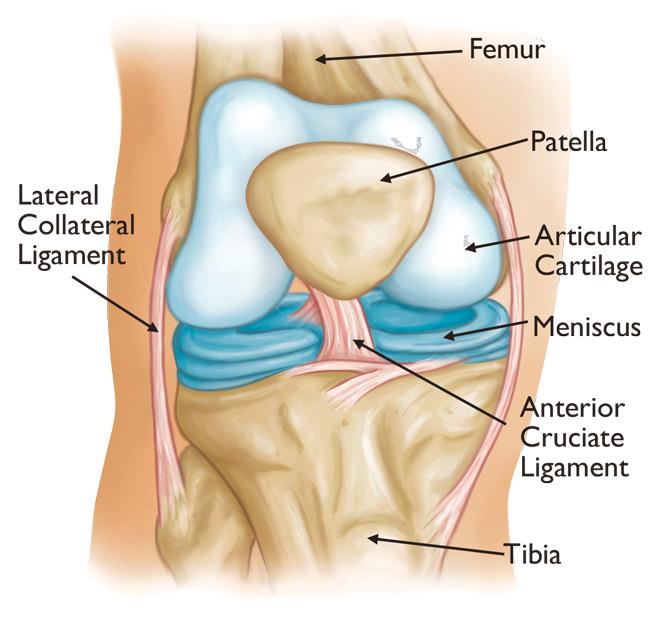 Femur
Patella
Lateral
Collateral
Ligament
Articular
Cartilage
Meniscus
Anterior
Cruciate
Ligament
Tibia